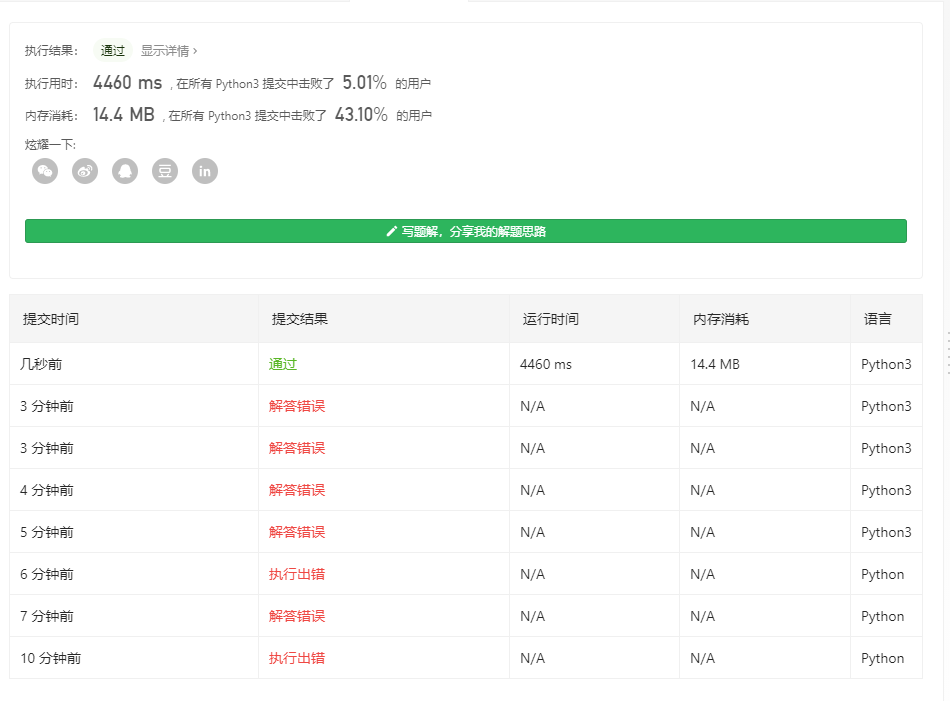 执行结果： 通过 显示详情 ›
执行用时： 4460 ms , 在所有 Python3 提交中击败了 5.01% 的用户
内存消耗： 14.4 MB , 在所有 Python3 提交中击败了 43.10% 的用户
炫耀一下:
豆 in
写题解，分享我的解题思路
提交时间 提交结果 运行时间 内存消耗 语言
几秒前 通过 4460 ms 14.4 MB Python3
3 分钟前 解答错误 N/A N/A Python3
3 分钟前 解答错误 N/A N/A Python3
4 分钟前 解答错误 N/A N/A Python3
5 分钟前 解答错误 N/A N/A Python3
6 分钟前 执行出错 N/A N/A Python
7 分钟前 解答错误 N/A N/A Python
10 分钟前 执行出错 N/A N/A Python